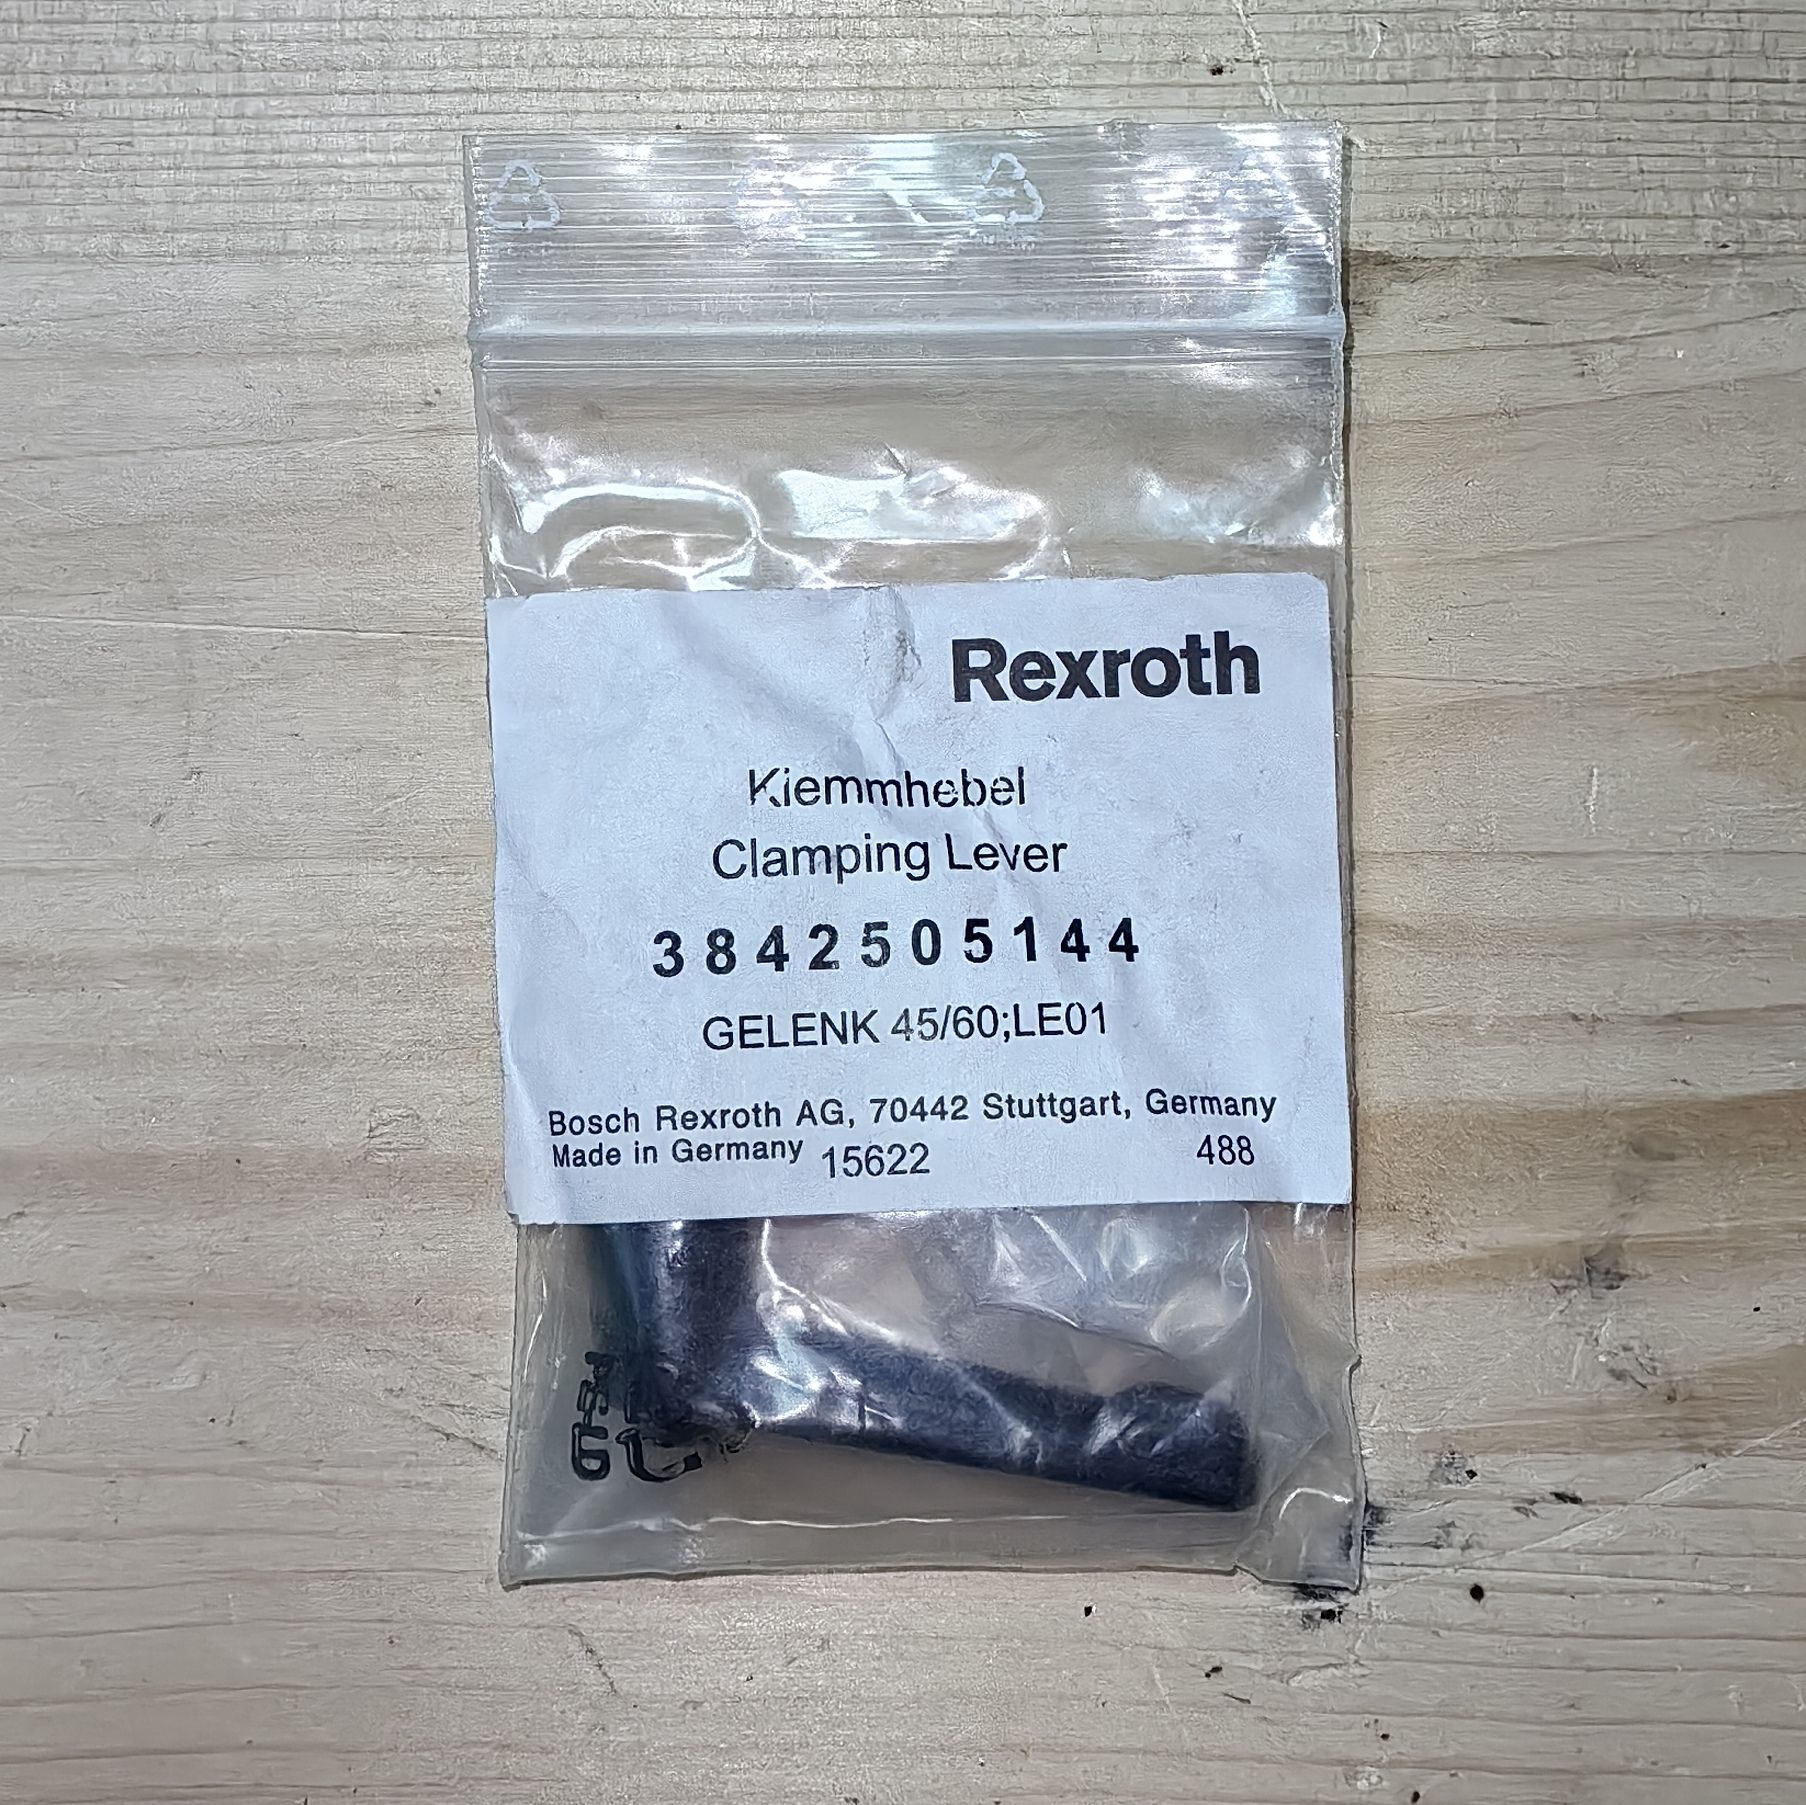 Rexroth
Kiemmhebel
Clamping Lever
3842505144
GELENK 45/60;LE01
Bosch Rexroth AG, 70442 Stuttgart, Germany
Made in Germany 15622 488